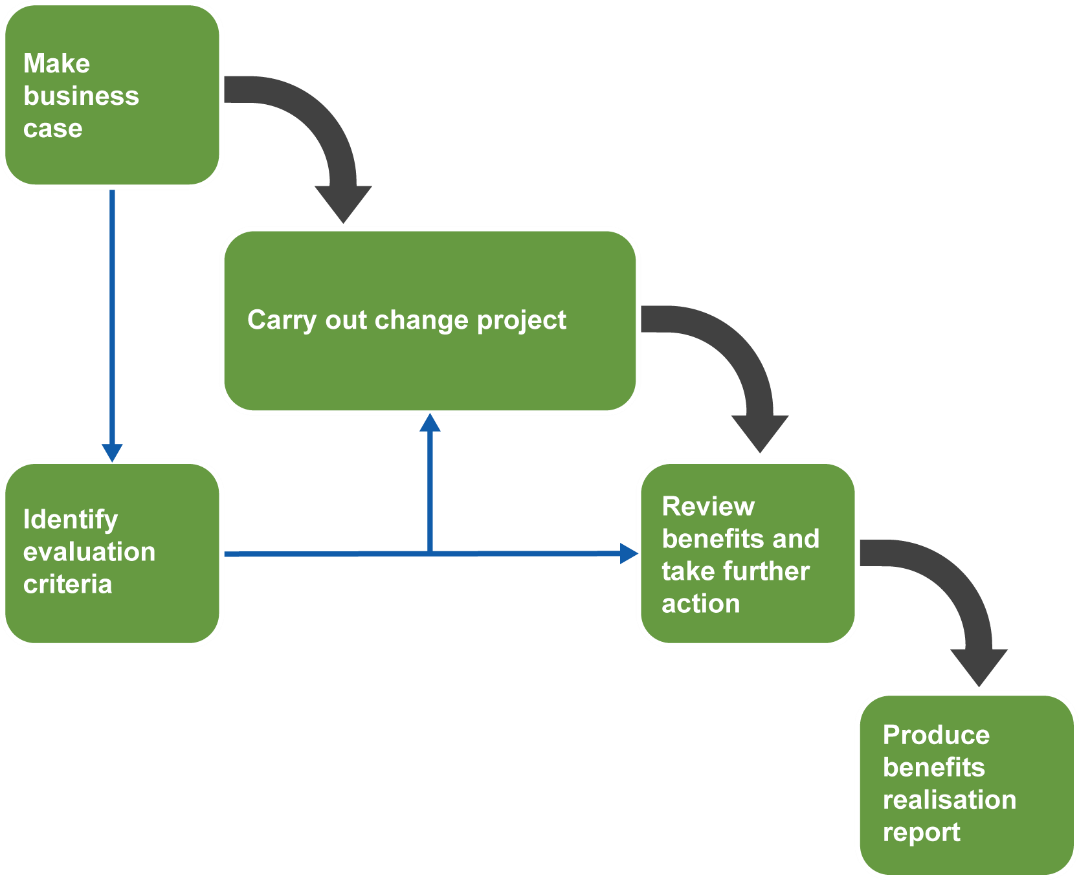 Make
business
case
Carry out change project
Identify
evaluation
criteria
Review
benefits and
take further
action
Produce
benefits
realisation
report